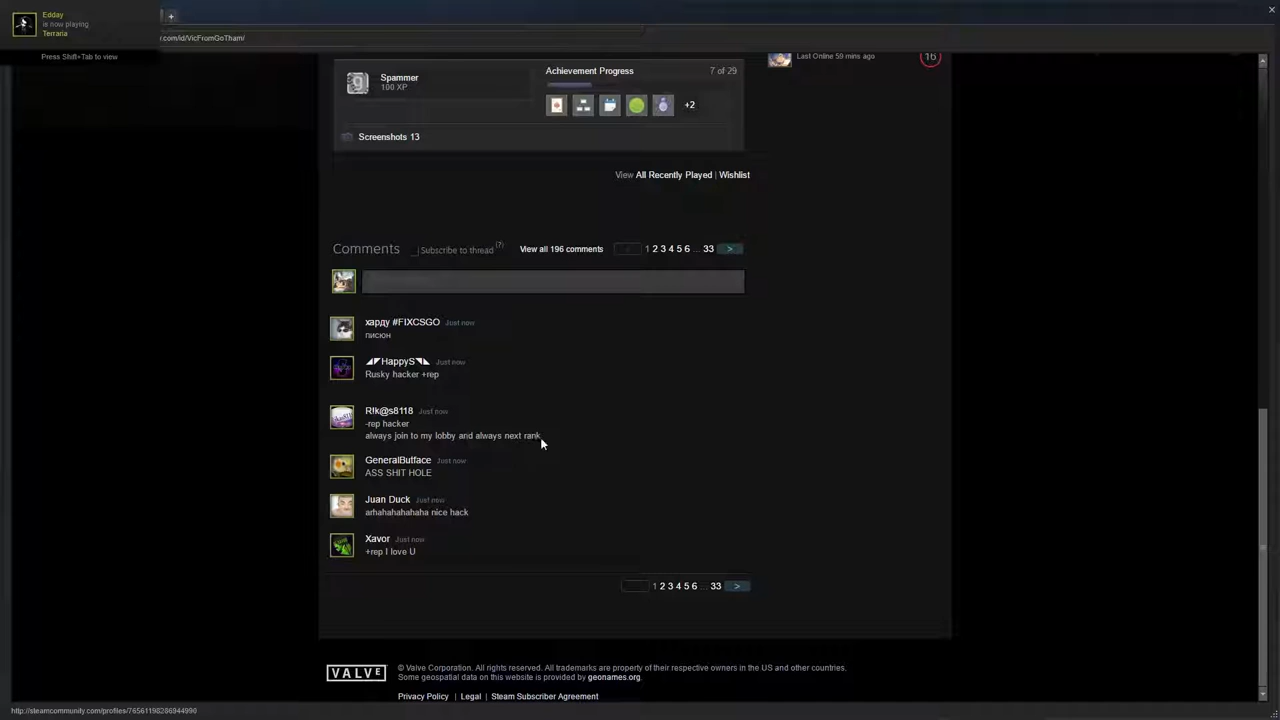 Edday
is now playing
Terraria
Press Shift+Tab to view
r.com/id/VicFromGoTham/
Last Online 59 mins ago
16
Spammer
100 XP
Achievement Progress
7 of 29
+2
Screenshots 13
View All Recently Played | Wishlist
Comments
Subscribe to thread (?)
View all 196 comments
1 2 3 4 5 6 ... 33 >
харду #FIXCSGO Just now
писюн
◢◤HappyS◥◣ Just now
Rusky hacker +rep
R!k@s8118 Just now
-rep hacker
always join to my lobby and always next rank
GeneralButface Just now
ASS SHIT HOLE
Juan Duck Just now
arhahahahahaha nice hack
Xavor Just now
+rep I love U
1 2 3 4 5 6 ... 33 >
VALVE
© Valve Corporation. All rights reserved. All trademarks are property of their respective owners in the US and other countries.
Some geospatial data on this website is provided by geonames.org.
Privacy Policy | Legal | Steam Subscriber Agreement
http://steamcommunity.com/profiles/76561198286944990